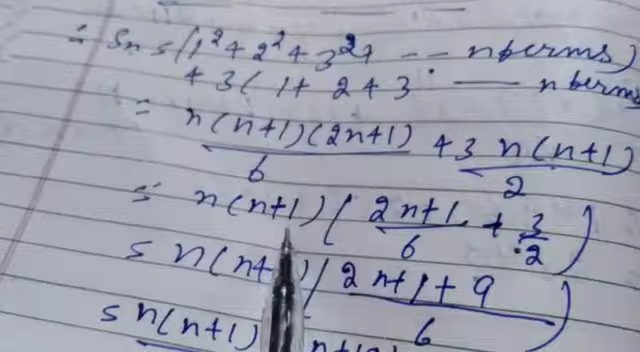 ∴ Sn = (1² + 2² + 3² + -- n terms)
+ 3 ( 1 + 2 + 3 — n terms
= n(n+1)(2n+1)/6 + 3 n(n+1)/2
= n(n+1) ( (2n+1)/6 + 3/2 )
= n(n+1) ( (2n+1+9)/6 )
= n(n+1)